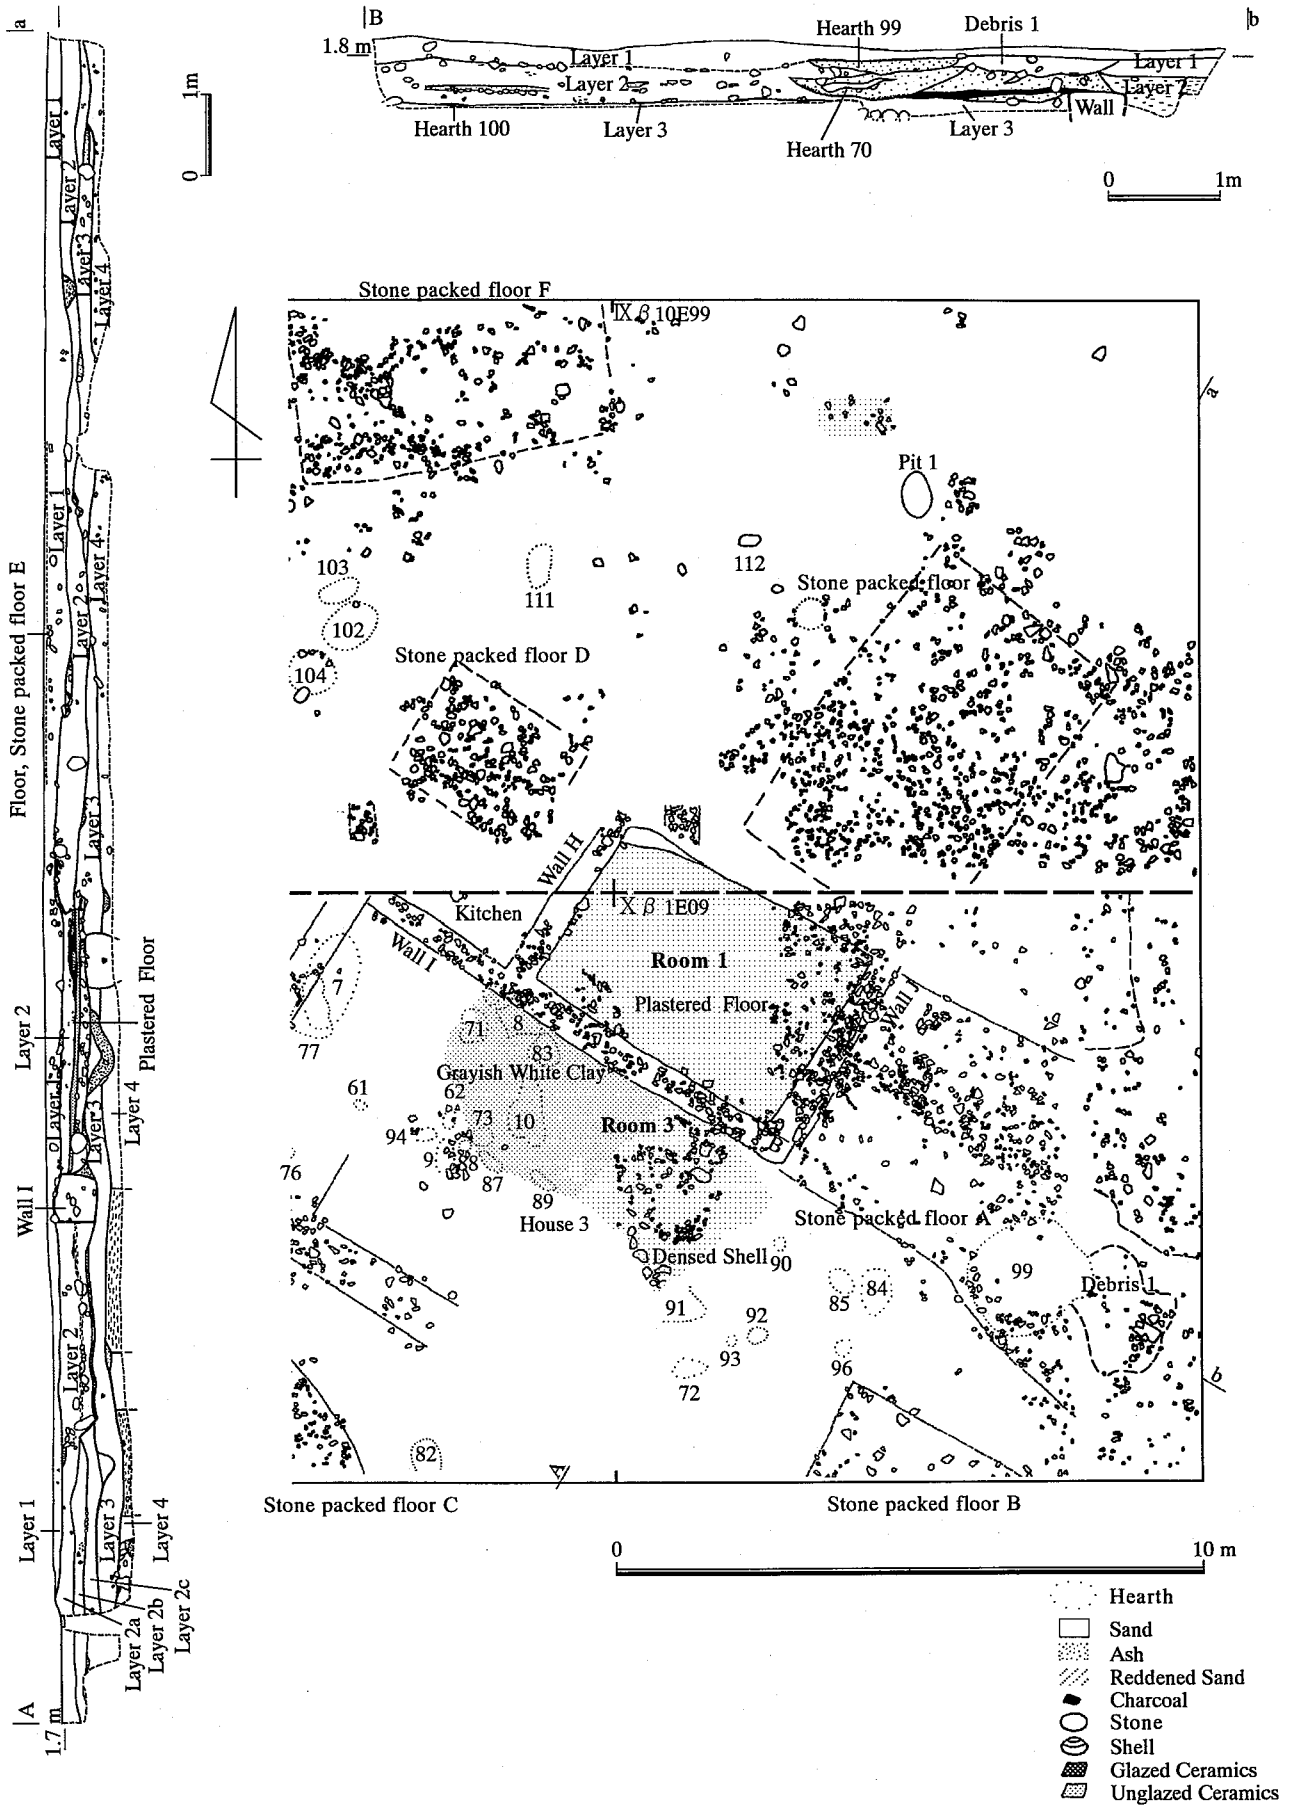 B
b
1.8 m
Hearth 99
Debris 1
Layer 1
Layer 1
Layer 2
Layer 2
Hearth 100
Layer 3
Hearth 70
Layer 3
Wall
0 1m
a
1m
0
Layer 1
Layer 2
Layer 3
Layer 4
Floor, Stone packed floor E
Layer 1
Layer 4
Layer 2
Layer 3
Plastered Floor
Layer 2
Layer 1
Layer 3
Layer 4
Wall I
Layer 2
Layer 1
Layer 3
Layer 4
Layer 2c
Layer 2b
Layer 2a
A
1.7 m
Stone packed floor F
IX β 10E99
a
Pit 1
103
111
112
Stone packed floor
102
104
Stone packed floor D
Wall H
Kitchen
X β 1E09
Wall I
Room 1
7
Plastered Floor
Wall J
71
8
77
83
Grayish White Clay
61
62
73
10
Room 3
94
9
88
76
87
89
House 3
Stone packed floor A
Densed Shell
90
99
Debris 1
91
85
84
92
93
96
72
b
82
A
Stone packed floor C
Stone packed floor B
0 10 m
Hearth
Sand
Ash
Reddened Sand
Charcoal
Stone
Shell
Glazed Ceramics
Unglazed Ceramics